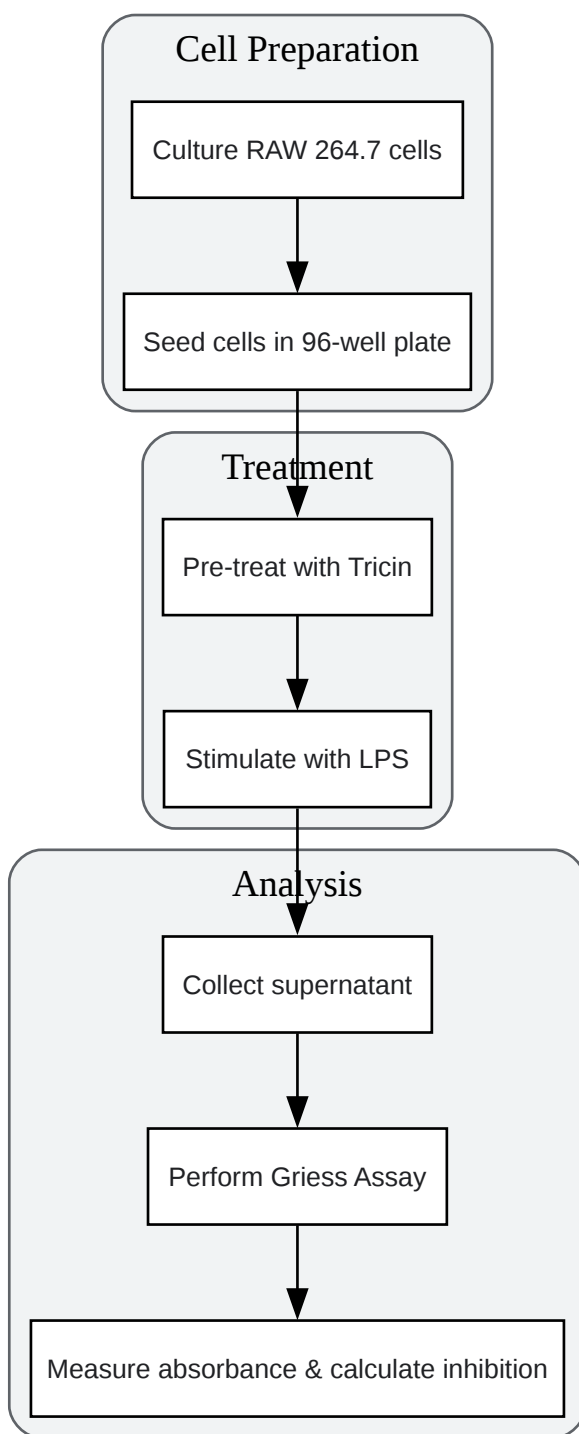 Cell Preparation
Culture RAW 264.7 cells
Seed cells in 96-well plate
Treatment
Pre-treat with Tricin
Stimulate with LPS
Analysis
Collect supernatant
Perform Griess Assay
Measure absorbance & calculate inhibition